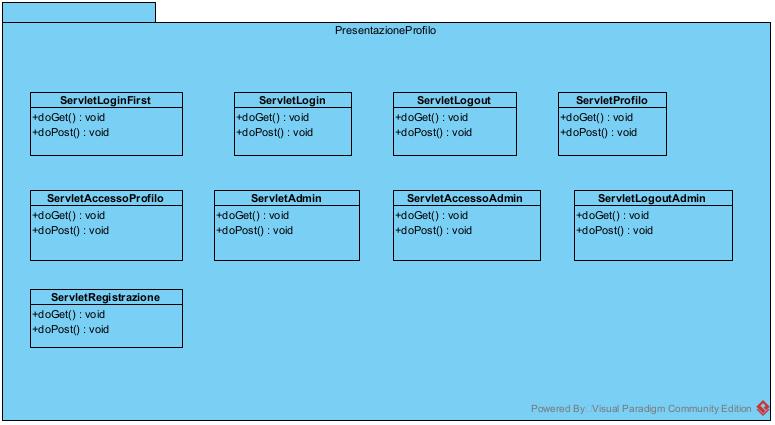 PresentazioneProfilo
ServletLoginFirst
+doGet() : void
+doPost() : void
ServletLogin
+doGet() : void
+doPost() : void
ServletLogout
+doGet() : void
+doPost() : void
ServletProfilo
+doGet() : void
+doPost() : void
ServletAccessoProfilo
+doGet() : void
+doPost() : void
ServletAdmin
+doGet() : void
+doPost() : void
ServletAccessoAdmin
+doGet() : void
+doPost() : void
ServletLogoutAdmin
+doGet() : void
+doPost() : void
ServletRegistrazione
+doGet() : void
+doPost() : void
Powered By Visual Paradigm Community Edition